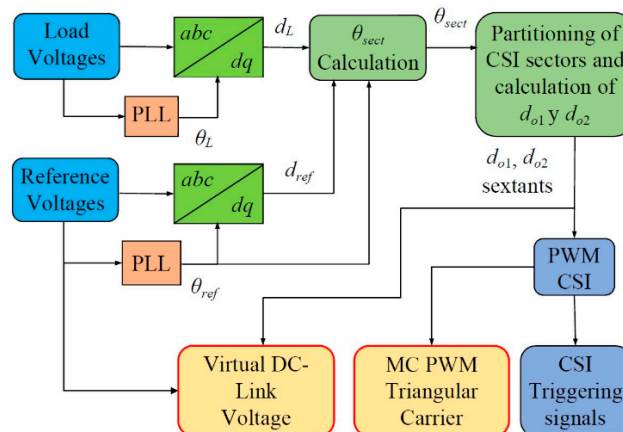 Load
Voltages
abc
dq
d_L
θ_sect
Calculation
θ_sect
Partitioning of
CSI sectors and
calculation of
d_o1 y d_o2
PLL
θ_L
Reference
Voltages
abc
dq
d_ref
d_o1, d_o2
sextants
PLL
θ_ref
PWM
CSI
Virtual DC-
Link
Voltage
MC PWM
Triangular
Carrier
CSI
Triggering
signals